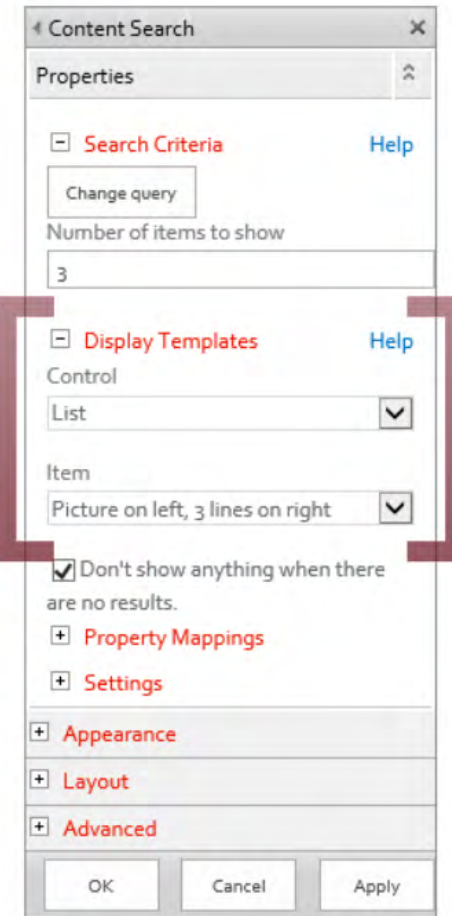 Content Search
Properties
Search Criteria Help
Change query
Number of items to show
3
Display Templates Help
Control
List
Item
Picture on left, 3 lines on right
Don't show anything when there
are no results.
Property Mappings
Settings
Appearance
Layout
Advanced
OK Cancel Apply